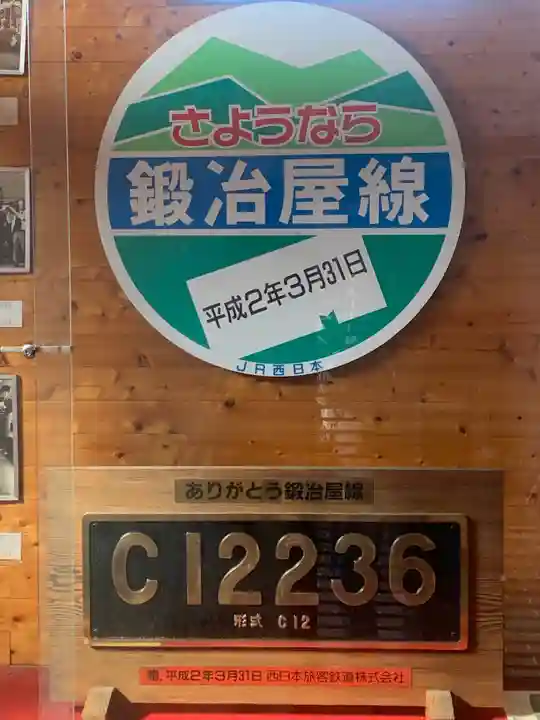 さようなら
鍛冶屋線
平成2年3月31日
JR西日本
ありがとう鍛冶屋線
C12236
形式 C12
贈.平成2年3月31日 西日本旅客鉄道株式会社